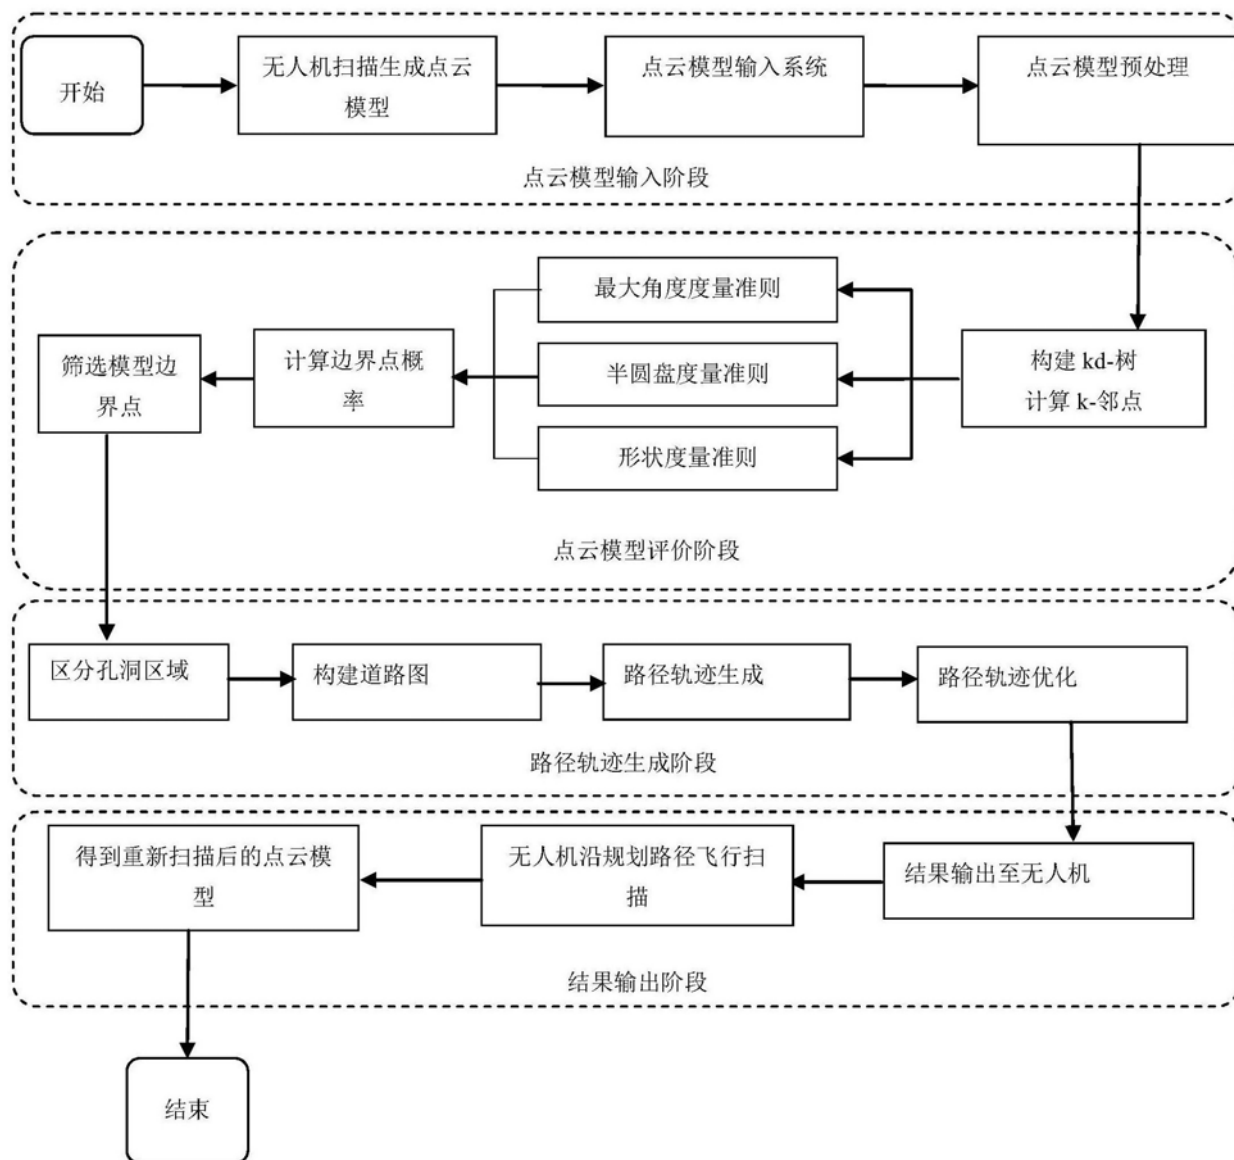 开始
无人机扫描生成点云
模型
点云模型输入系统
点云模型预处理
点云模型输入阶段
最大角度度量准则
半圆盘度量准则
形状度量准则
构建 kd-树
计算 k-邻点
计算边界点概
率
筛选模型边
界点
点云模型评价阶段
区分孔洞区域
构建道路图
路径轨迹生成
路径轨迹优化
路径轨迹生成阶段
得到重新扫描后的点云模
型
无人机沿规划路径飞行扫
描
结果输出至无人机
结果输出阶段
结束